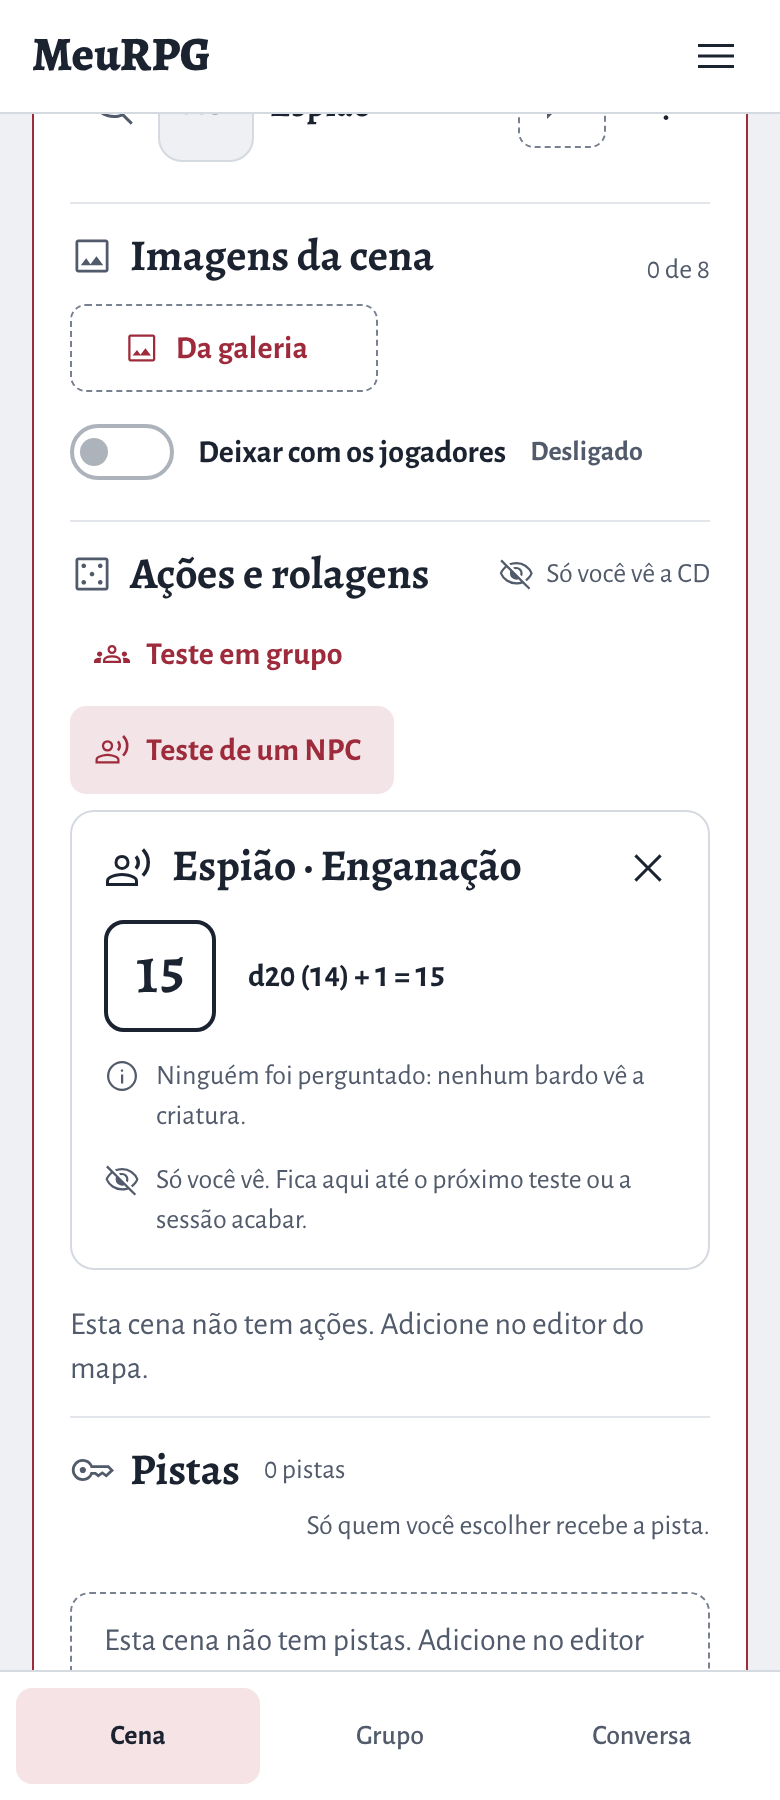 MeuRPG
Imagens da cena
0 de 8
Da galeria
Deixar com os jogadores Desligado
Ações e rolagens
Só você vê a CD
Teste em grupo
Teste de um NPC
Espião · Enganação
15
d20 (14) + 1 = 15
Ninguém foi perguntado: nenhum bardo vê a
criatura.
Só você vê. Fica aqui até o próximo teste ou a
sessão acabar.
Esta cena não tem ações. Adicione no editor do
mapa.
Pistas 0 pistas
Só quem você escolher recebe a pista.
Esta cena não tem pistas. Adicione no editor
Cena Grupo Conversa